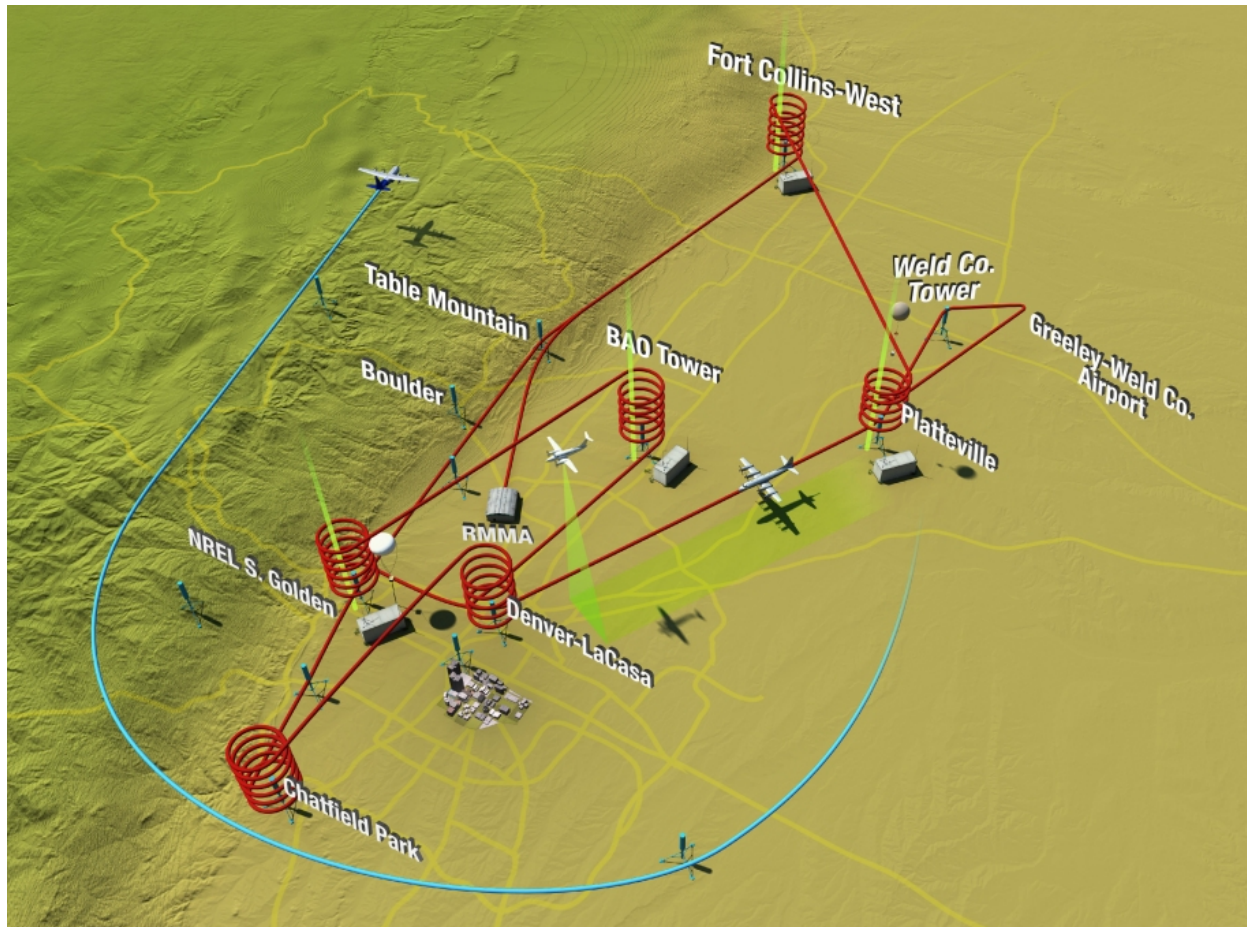 Fort Collins-West
Weld Co.
Tower
Table Mountain
BAO Tower
Greeley-Weld Co.
Airport
Boulder
Platteville
RMMA
NREL S. Golden
Denver-LaCasa
Chatfield Park